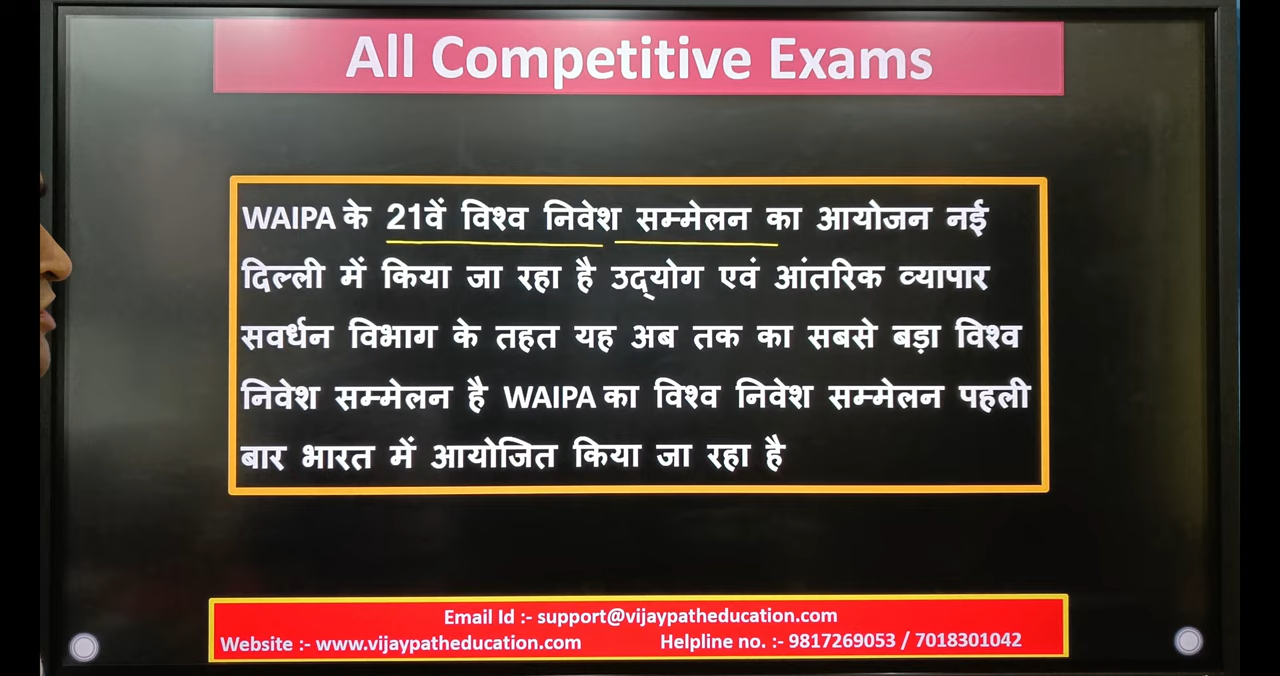 All Competitive Exams
WAIPA के 21वें विश्व निवेश सम्मेलन का आयोजन नई
दिल्ली में किया जा रहा है उद्‌योग एवं आंतरिक व्यापार
सवर्धन विभाग के तहत यह अब तक का सबसे बड़ा विश्व
निवेश सम्मेलन है WAIPA का विश्व निवेश सम्मेलन पहली
बार भारत में आयोजित किया जा रहा है
Email Id :- support@vijaypatheducation.com
Website :- www.vijaypatheducation.com Helpline no. :- 9817269053 / 7018301042